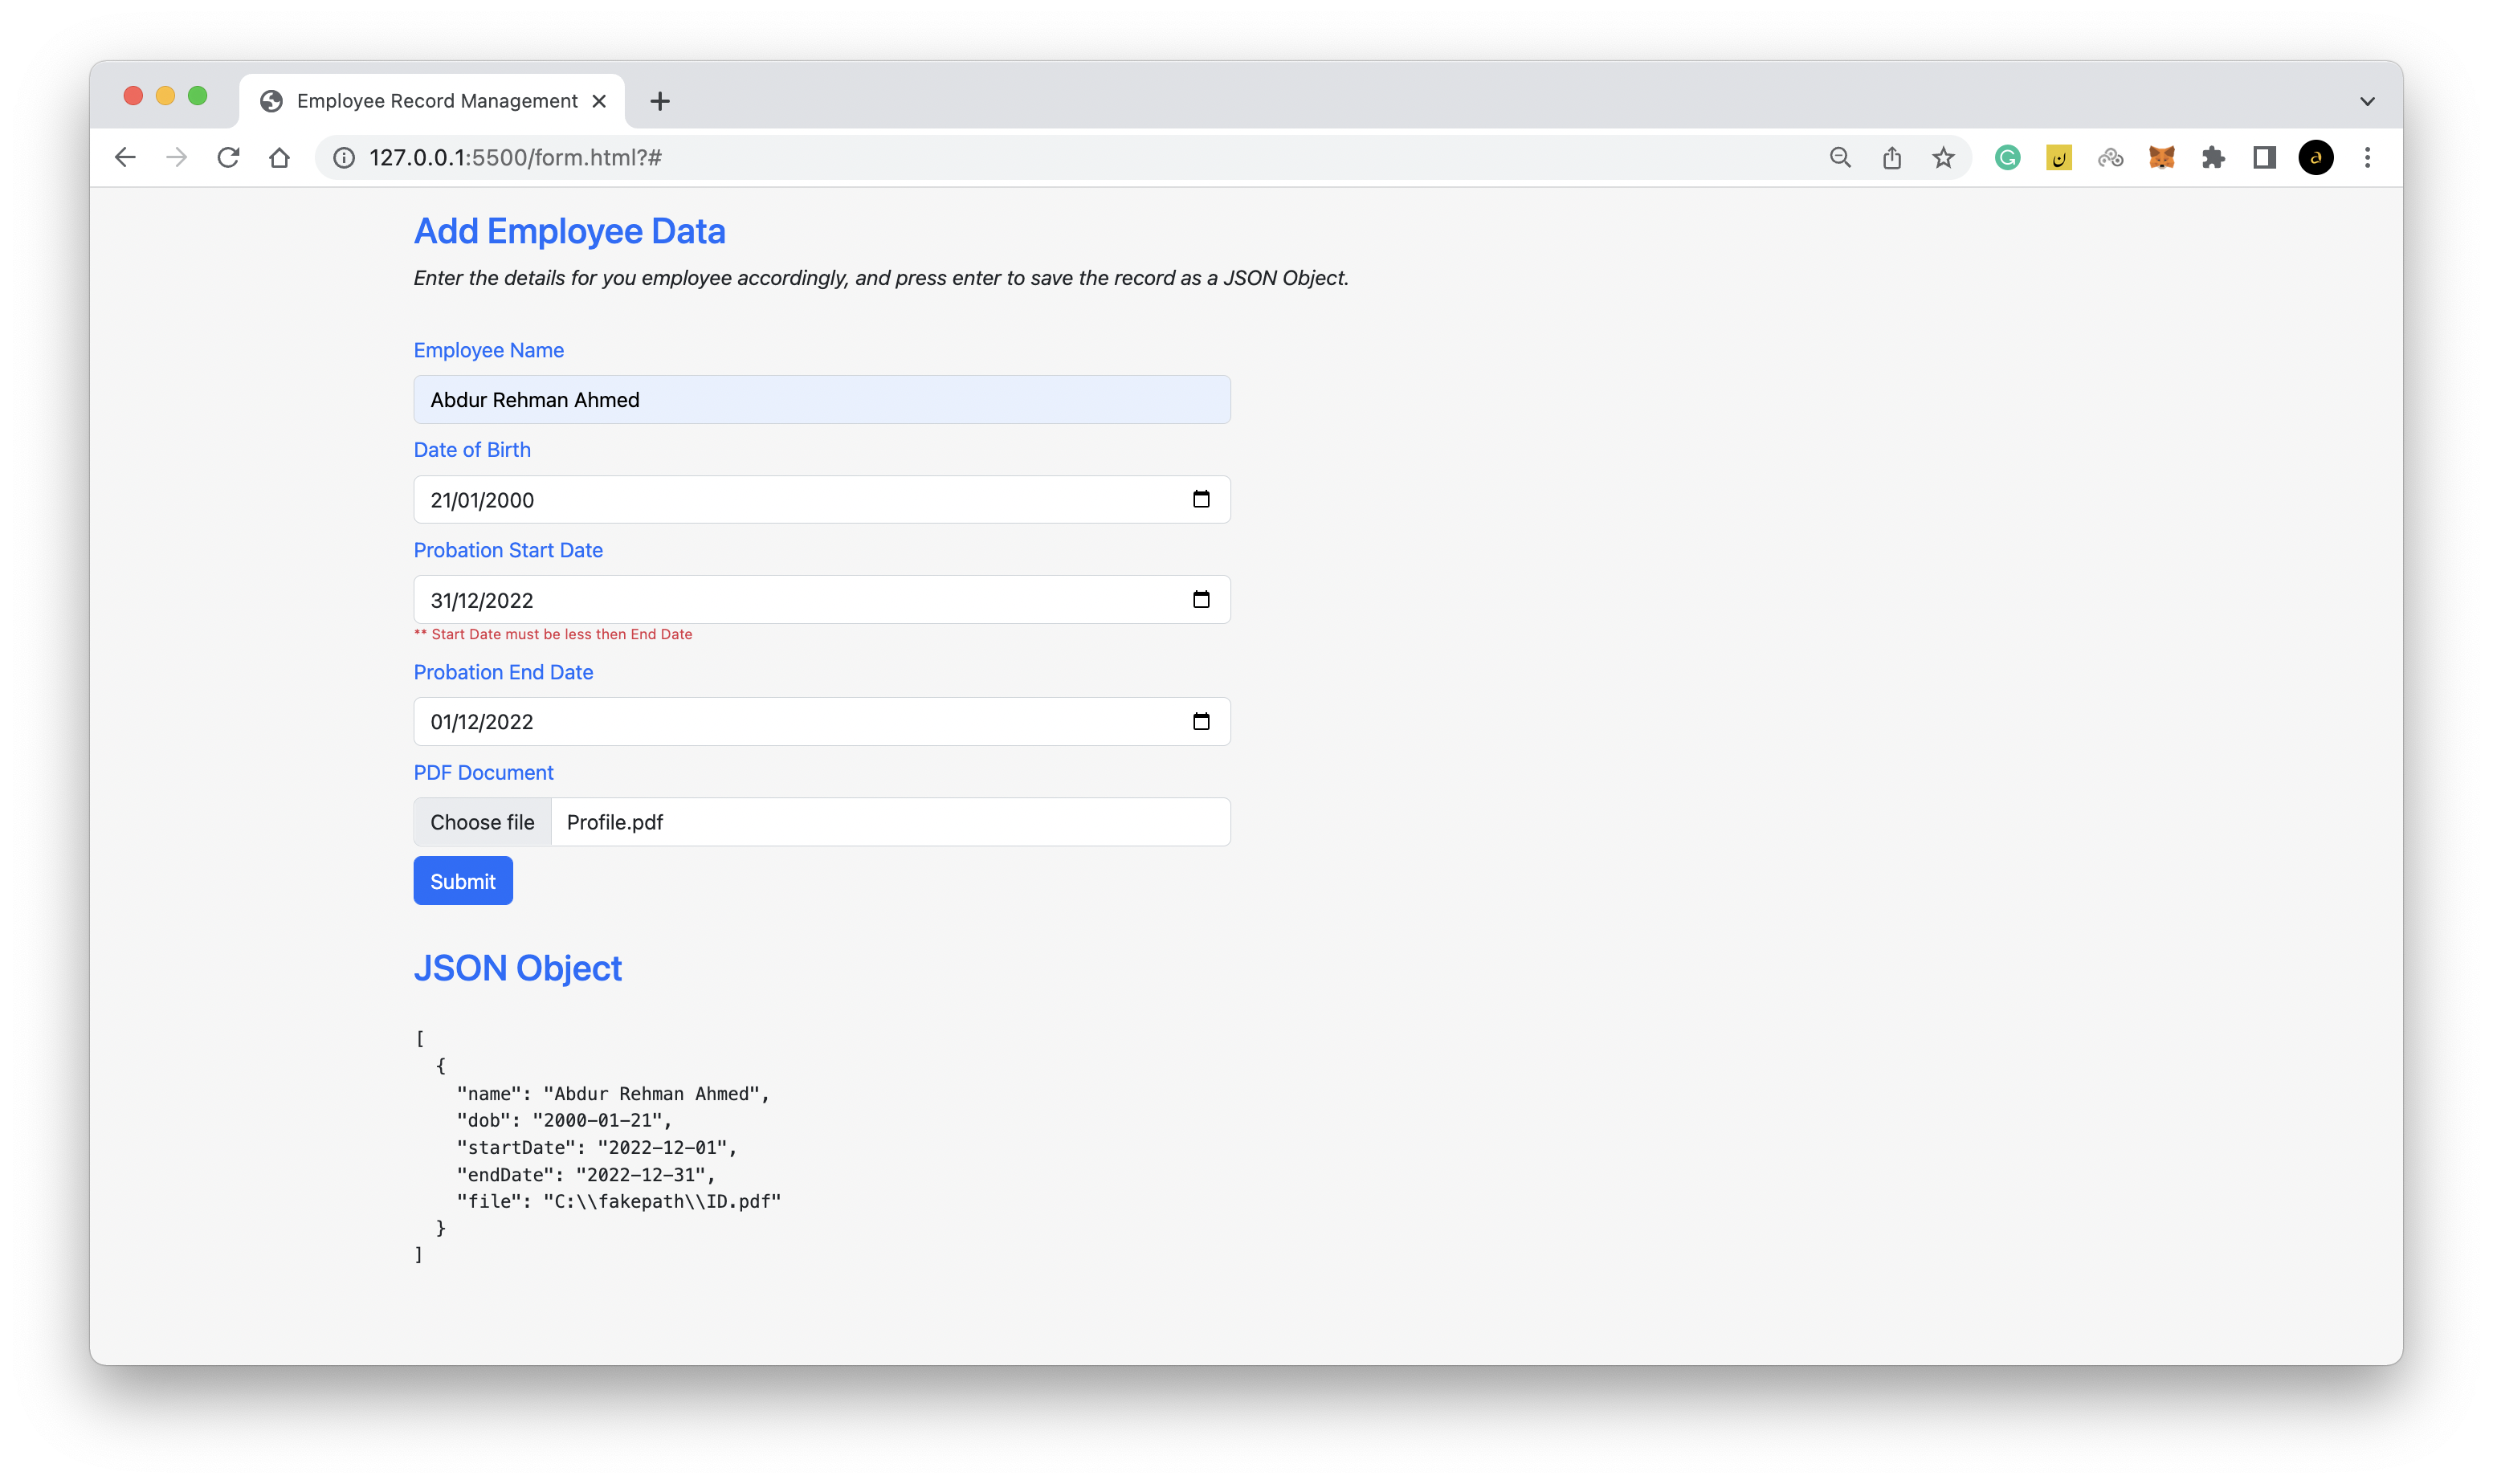 Employee Record Management
127.0.0.1:5500/form.html?#
ن
a
Add Employee Data
Enter the details for you employee accordingly, and press enter to save the record as a JSON Object.
Employee Name
Abdur Rehman Ahmed
Date of Birth
21/01/2000
Probation Start Date
31/12/2022
** Start Date must be less then End Date
Probation End Date
01/12/2022
PDF Document
Choose file Profile.pdf
Submit
JSON Object
[
  {
    "name": "Abdur Rehman Ahmed",
    "dob": "2000-01-21",
    "startDate": "2022-12-01",
    "endDate": "2022-12-31",
    "file": "C:\\fakepath\\ID.pdf"
  }
]